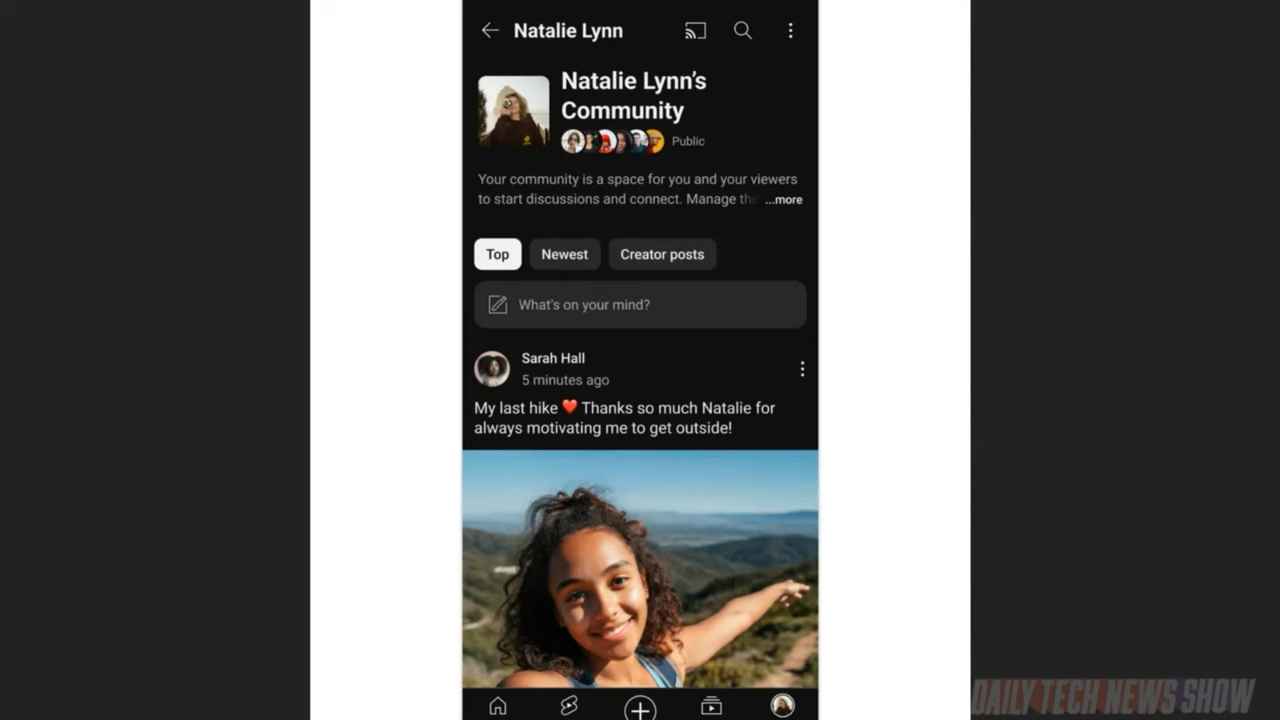 Natalie Lynn
Natalie Lynn's
Community
Public
Your community is a space for you and your viewers
to start discussions and connect. Manage the ...more
Top
Newest
Creator posts
What's on your mind?
Sarah Hall
5 minutes ago
My last hike ❤️ Thanks so much Natalie for
always motivating me to get outside!
DAILY TECH NEWS SHOW